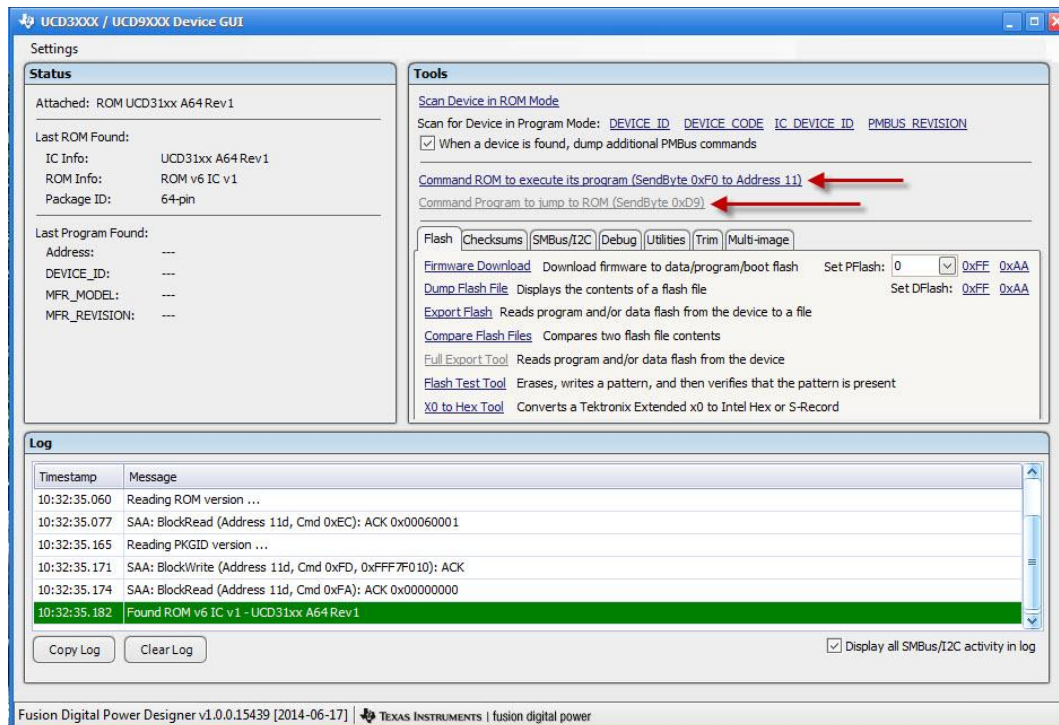 UCD3XXX / UCD9XXX Device GUI
Settings
Status
Attached: ROM UCD31xx A64 Rev1
Last ROM Found:
IC Info: UCD31xx A64 Rev1
ROM Info: ROM v6 IC v1
Package ID: 64-pin
Last Program Found:
Address: ---
DEVICE_ID: ---
MFR_MODEL: ---
MFR_REVISION: ---
Tools
Scan Device in ROM Mode
Scan for Device in Program Mode: DEVICE_ID DEVICE_CODE IC_DEVICE_ID PMBUS_REVISION
When a device is found, dump additional PMBus commands
Command ROM to execute its program (SendByte 0xF0 to Address 11)
Command Program to jump to ROM (SendByte 0xD9)
Flash Checksums SMBus/I2C Debug Utilities Trim Multi-image
Firmware Download Download firmware to data/program/boot flash Set PFlash: 0 0xFF 0xAA
Dump Flash File Displays the contents of a flash file Set DFlash: 0xFF 0xAA
Export Flash Reads program and/or data flash from the device to a file
Compare Flash Files Compares two flash file contents
Full Export Tool Reads program and/or data flash from the device
Flash Test Tool Erases, writes a pattern, and then verifies that the pattern is present
X0 to Hex Tool Converts a Tektronix Extended x0 to Intel Hex or S-Record
Log
Timestamp Message
10:32:35.060 Reading ROM version ...
10:32:35.077 SAA: BlockRead (Address 11d, Cmd 0xEC): ACK 0x00060001
10:32:35.165 Reading PKGID version ...
10:32:35.171 SAA: BlockWrite (Address 11d, Cmd 0xFD, 0xFFF7F010): ACK
10:32:35.174 SAA: BlockRead (Address 11d, Cmd 0xFA): ACK 0x00000000
10:32:35.182 Found ROM v6 IC v1 - UCD31xx A64 Rev1
Copy Log Clear Log Display all SMBus/I2C activity in log
Fusion Digital Power Designer v1.0.0.15439 [2014-06-17] TEXAS INSTRUMENTS | fusion digital power